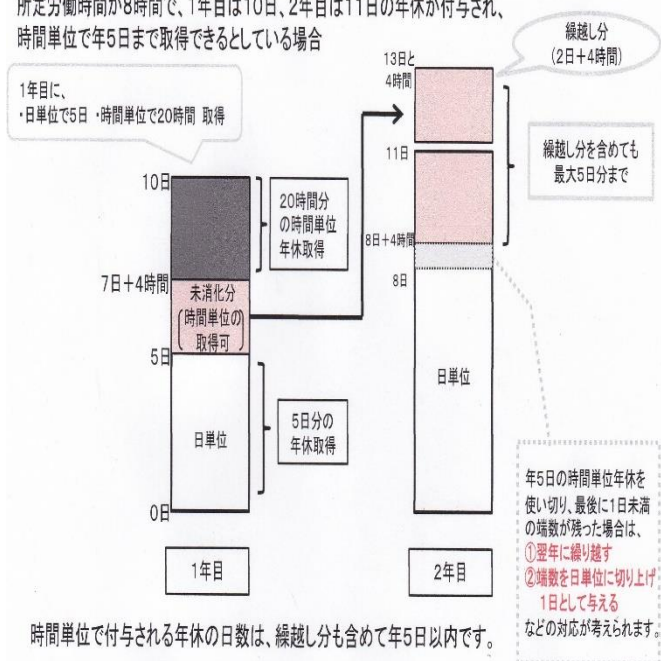 所定労働時間が8時間で、1年目は10日、2年目は11日の年休が付与され、
時間単位で年5日まで取得できるとしている場合
1年目に、
・日単位で5日 ・時間単位で20時間 取得
10日
20時間分
の時間単位
年休取得
7日+4時間
未消化分
(時間単位の
取得可)
5日
日単位
5日分の
年休取得
0日
1年目
繰越し分
(2日+4時間)
13日と
4時間
11日
繰越し分を含めても
最大5日分まで
8日+4時間
8日
日単位
2年目
年5日の時間単位年休を
使い切り、最後に1日未満
の端数が残った場合は、
①翌年に繰り越す
②端数を日単位に切り上げ
1日として与える
などの対応が考えられます。
時間単位で付与される年休の日数は、繰越し分も含めて年5日以内です。